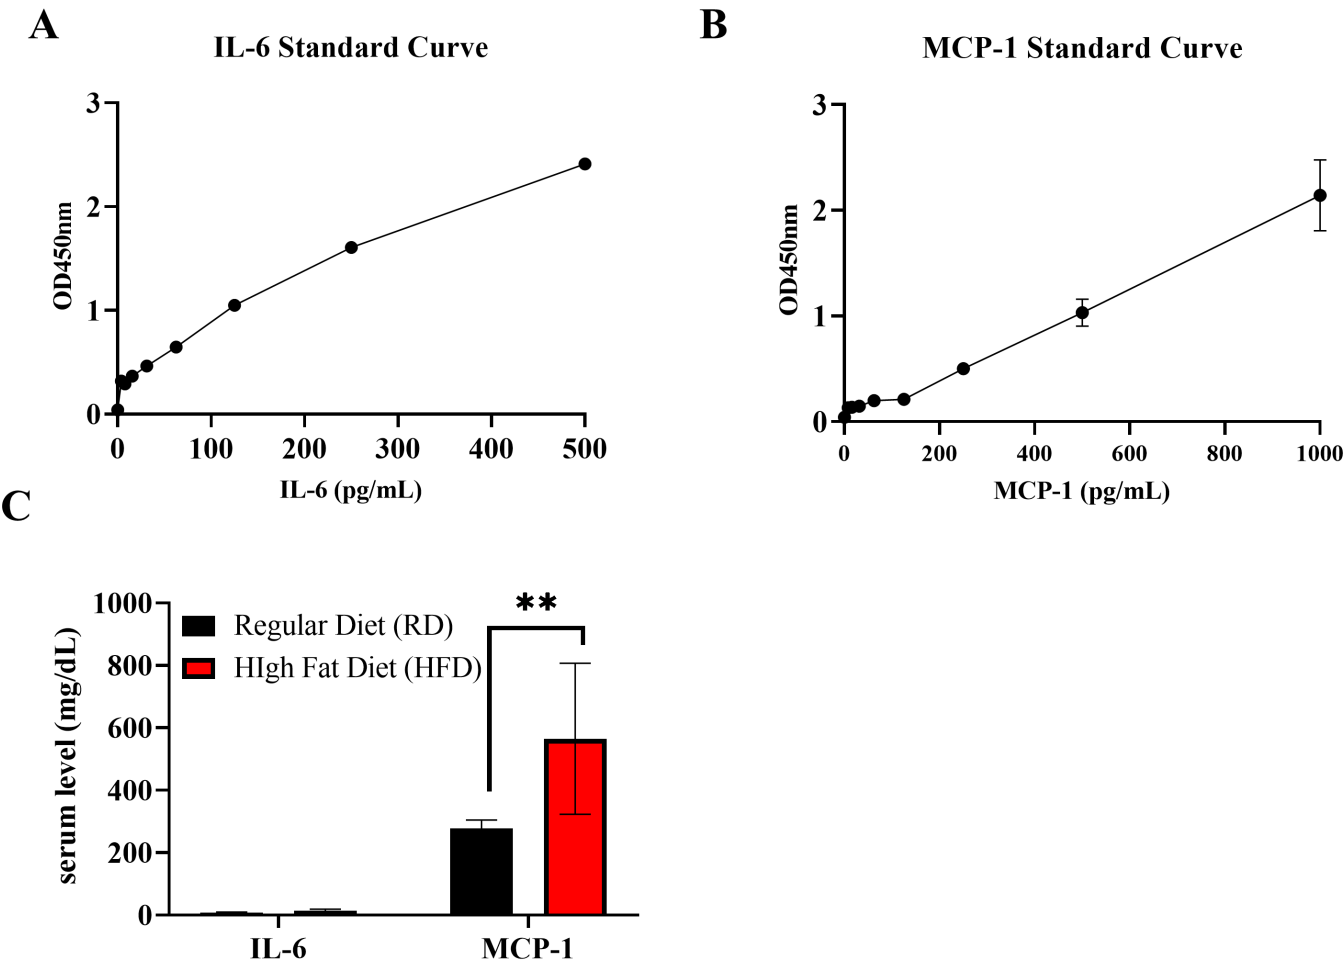 A
IL-6 Standard Curve
3
2
1
0
OD450nm
0 100 200 300 400 500
IL-6 (pg/mL)
B
MCP-1 Standard Curve
3
2
1
0
OD450nm
0 200 400 600 800 1000
MCP-1 (pg/mL)
C
1000
800
600
400
200
0
serum level (mg/dL)
Regular Diet (RD)
HIgh Fat Diet (HFD)
**
IL-6 MCP-1